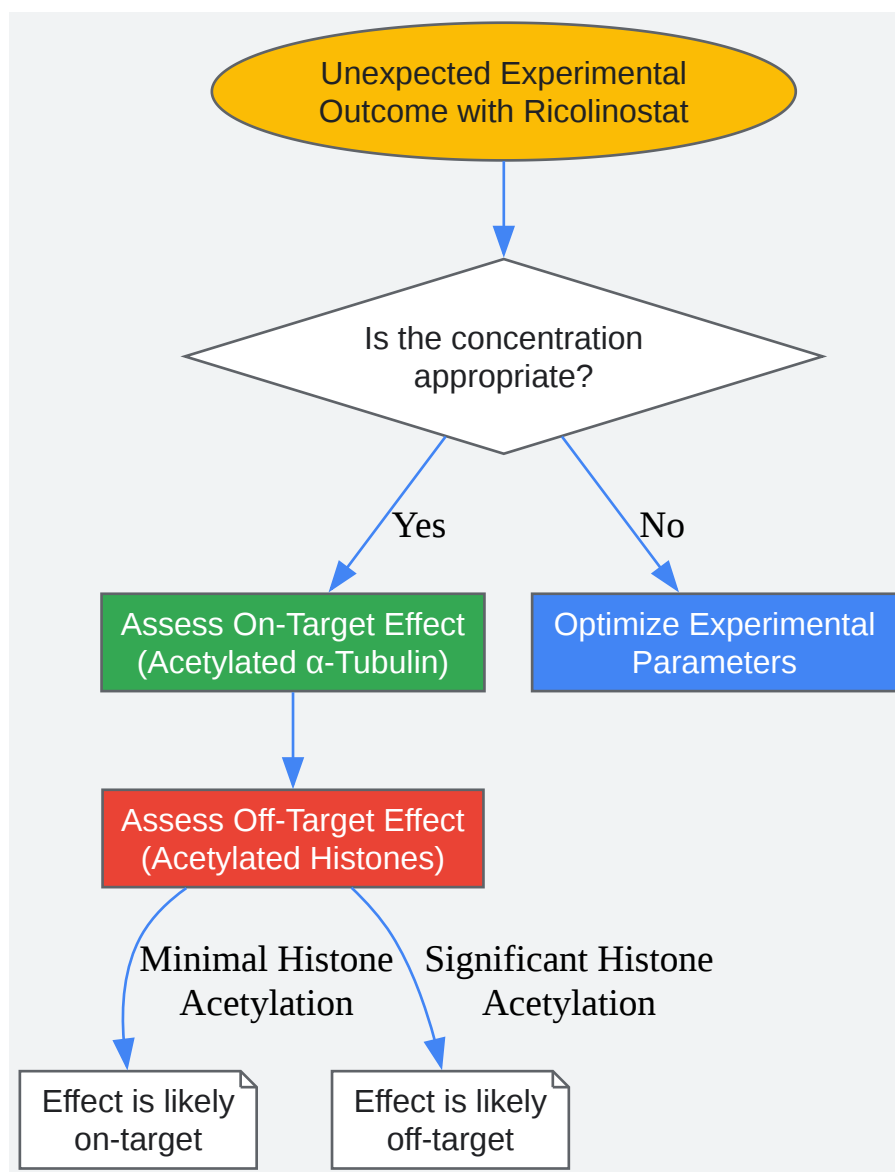 Unexpected Experimental
Outcome with Ricolinostat
Is the concentration
appropriate?
Yes
No
Assess On-Target Effect
(Acetylated α-Tubulin)
Optimize Experimental
Parameters
Assess Off-Target Effect
(Acetylated Histones)
Minimal Histone
Acetylation
Significant Histone
Acetylation
Effect is likely
on-target
Effect is likely
off-target